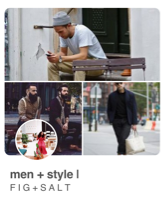 men + style |
FIG+SALT